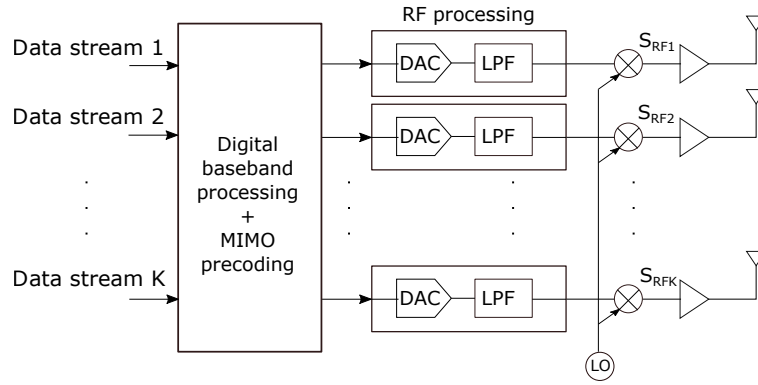 RF processing
Data stream 1
DAC
LPF
S_RF1
Data stream 2
DAC
LPF
S_RF2
Digital
baseband
processing
+
MIMO
precoding
Data stream K
DAC
LPF
S_RFK
LO